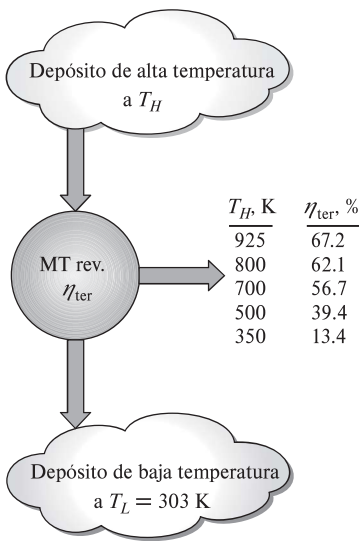 Depósito de alta temperatura
a T_H
T_H, K η_ter, %
925 67.2
800 62.1
700 56.7
500 39.4
350 13.4
MT rev.
η_ter
Depósito de baja temperatura
a T_L = 303 K